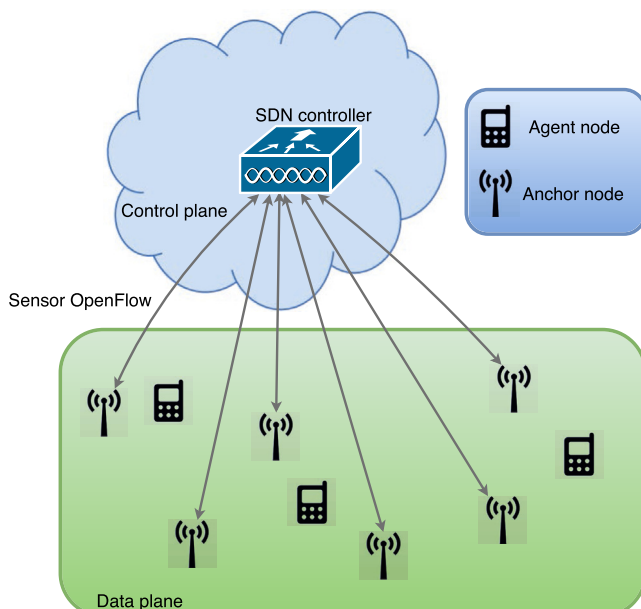 SDN controller
Agent node
Anchor node
Control plane
Sensor OpenFlow
Data plane